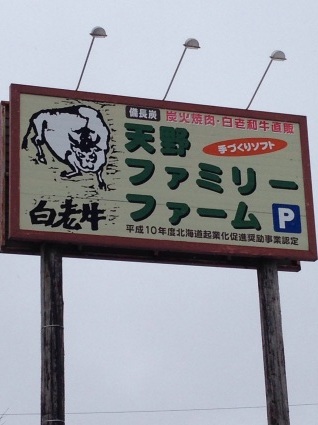 備長炭 炭火焼肉・白老和牛直販
天野
手づくりソフト
ファミリー
ファーム P
白老牛
平成10年度北海道起業化促進奨励事業認定